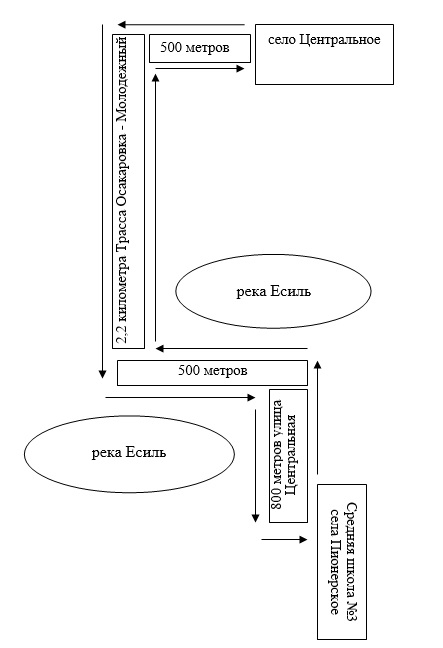 500 метров
село Центральное
2,2 километра Трасса Осакаровка - Молодежный
река Есиль
500 метров
река Есиль
800 метров улица
Центральная
Средняя школа №3
села Пионерское